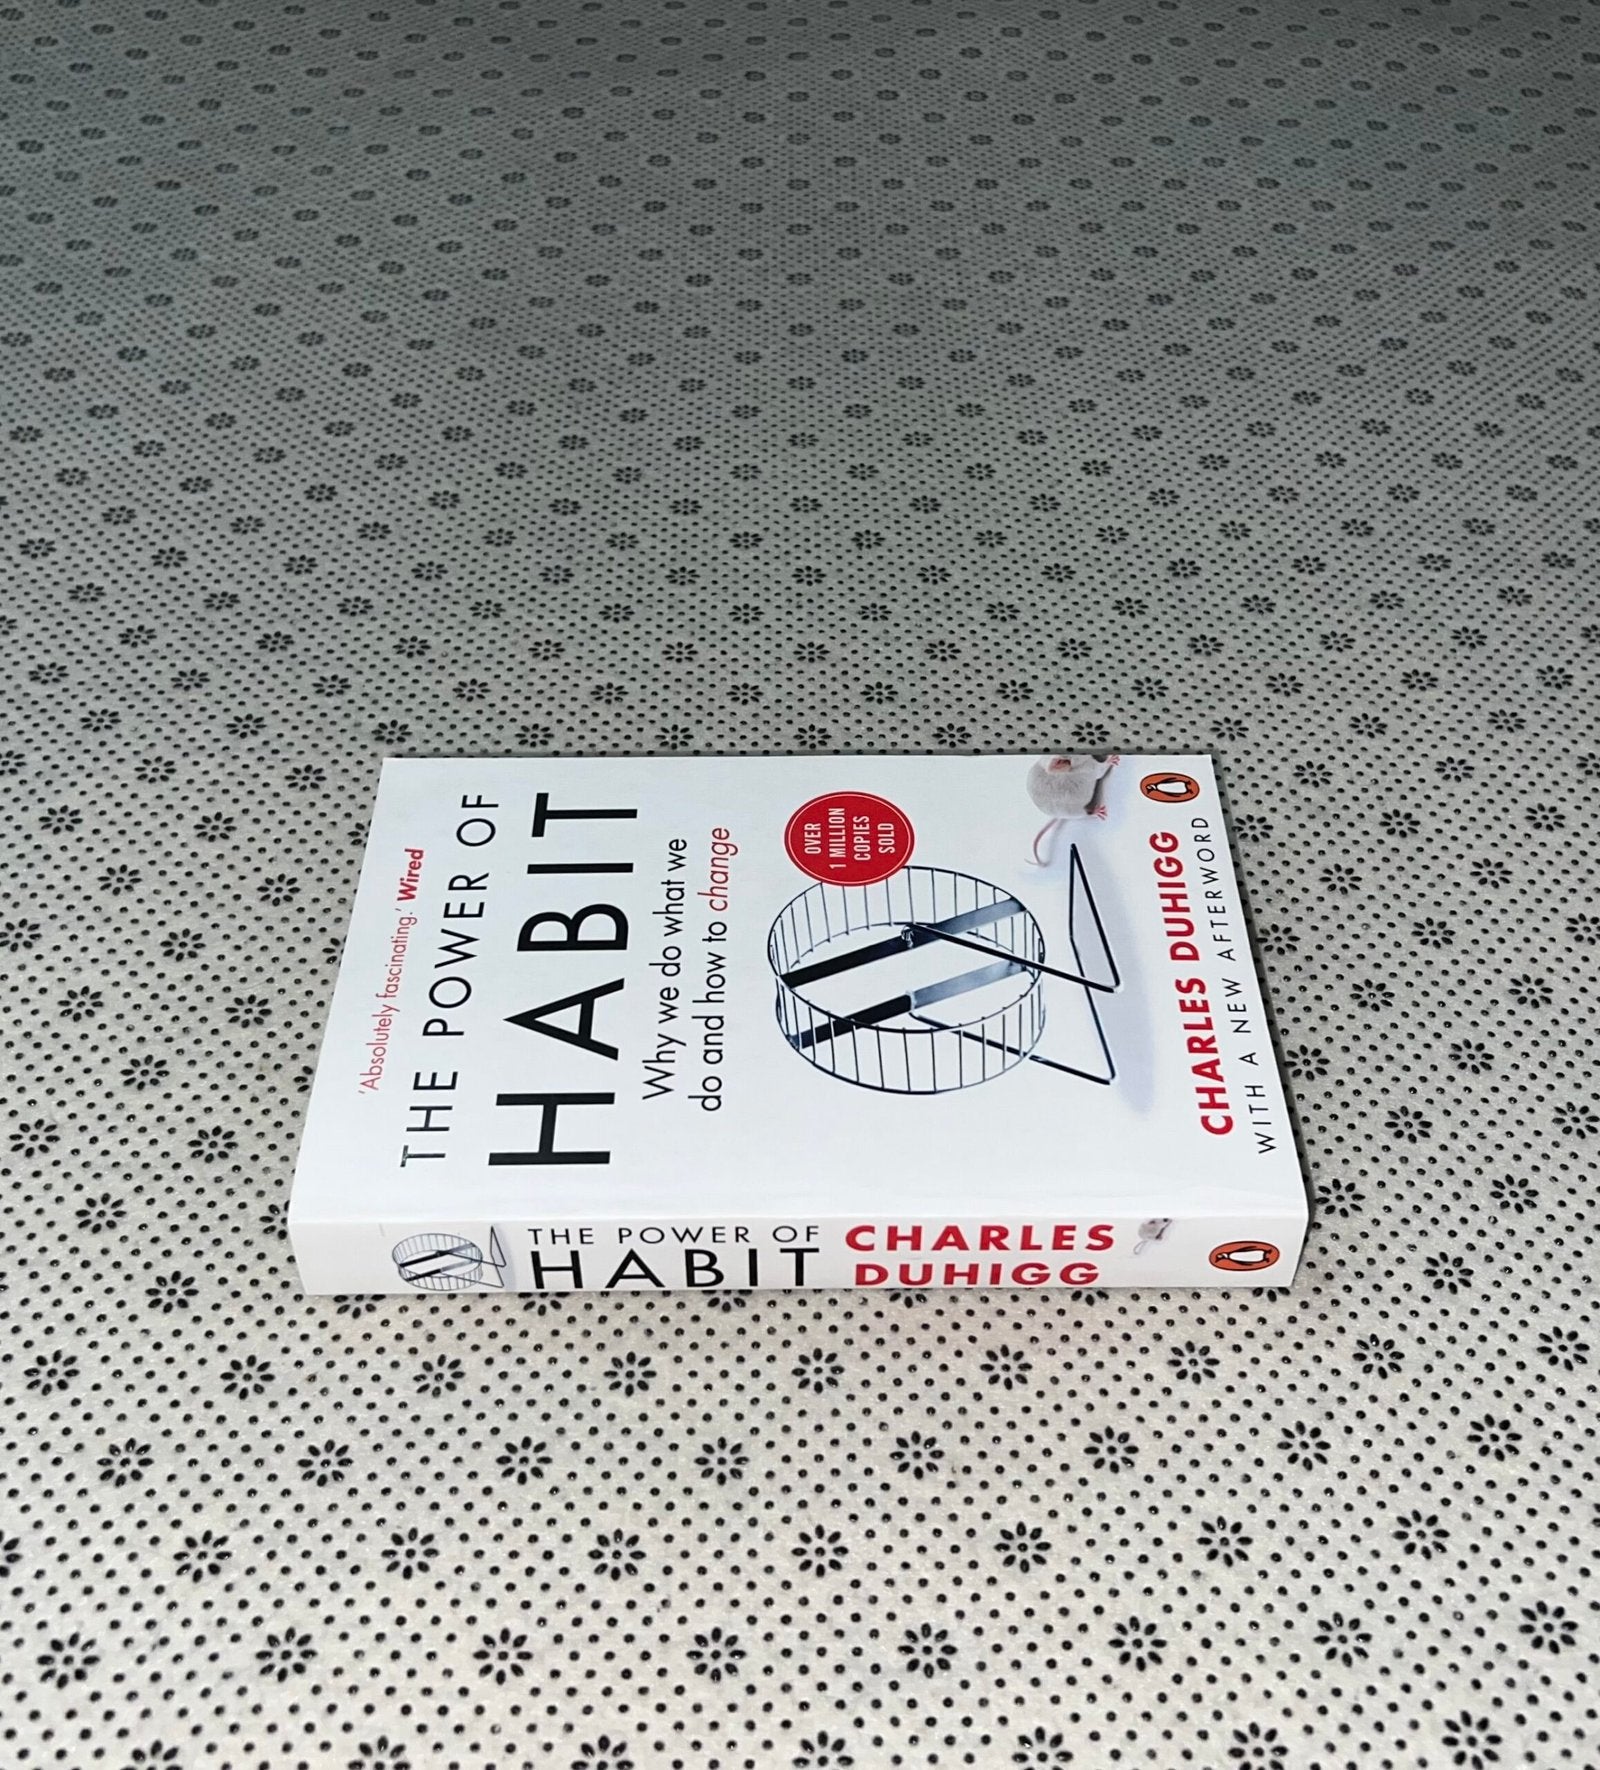 'Absolutely fascinating.' Wired
THE POWER OF
HABIT
Why we do what we
do and how to change
OVER
1 MILLION
COPIES
SOLD
CHARLES DUHIGG
WITH A NEW AFTERWORD
THE POWER OF
HABIT
CHARLES
DUHIGG